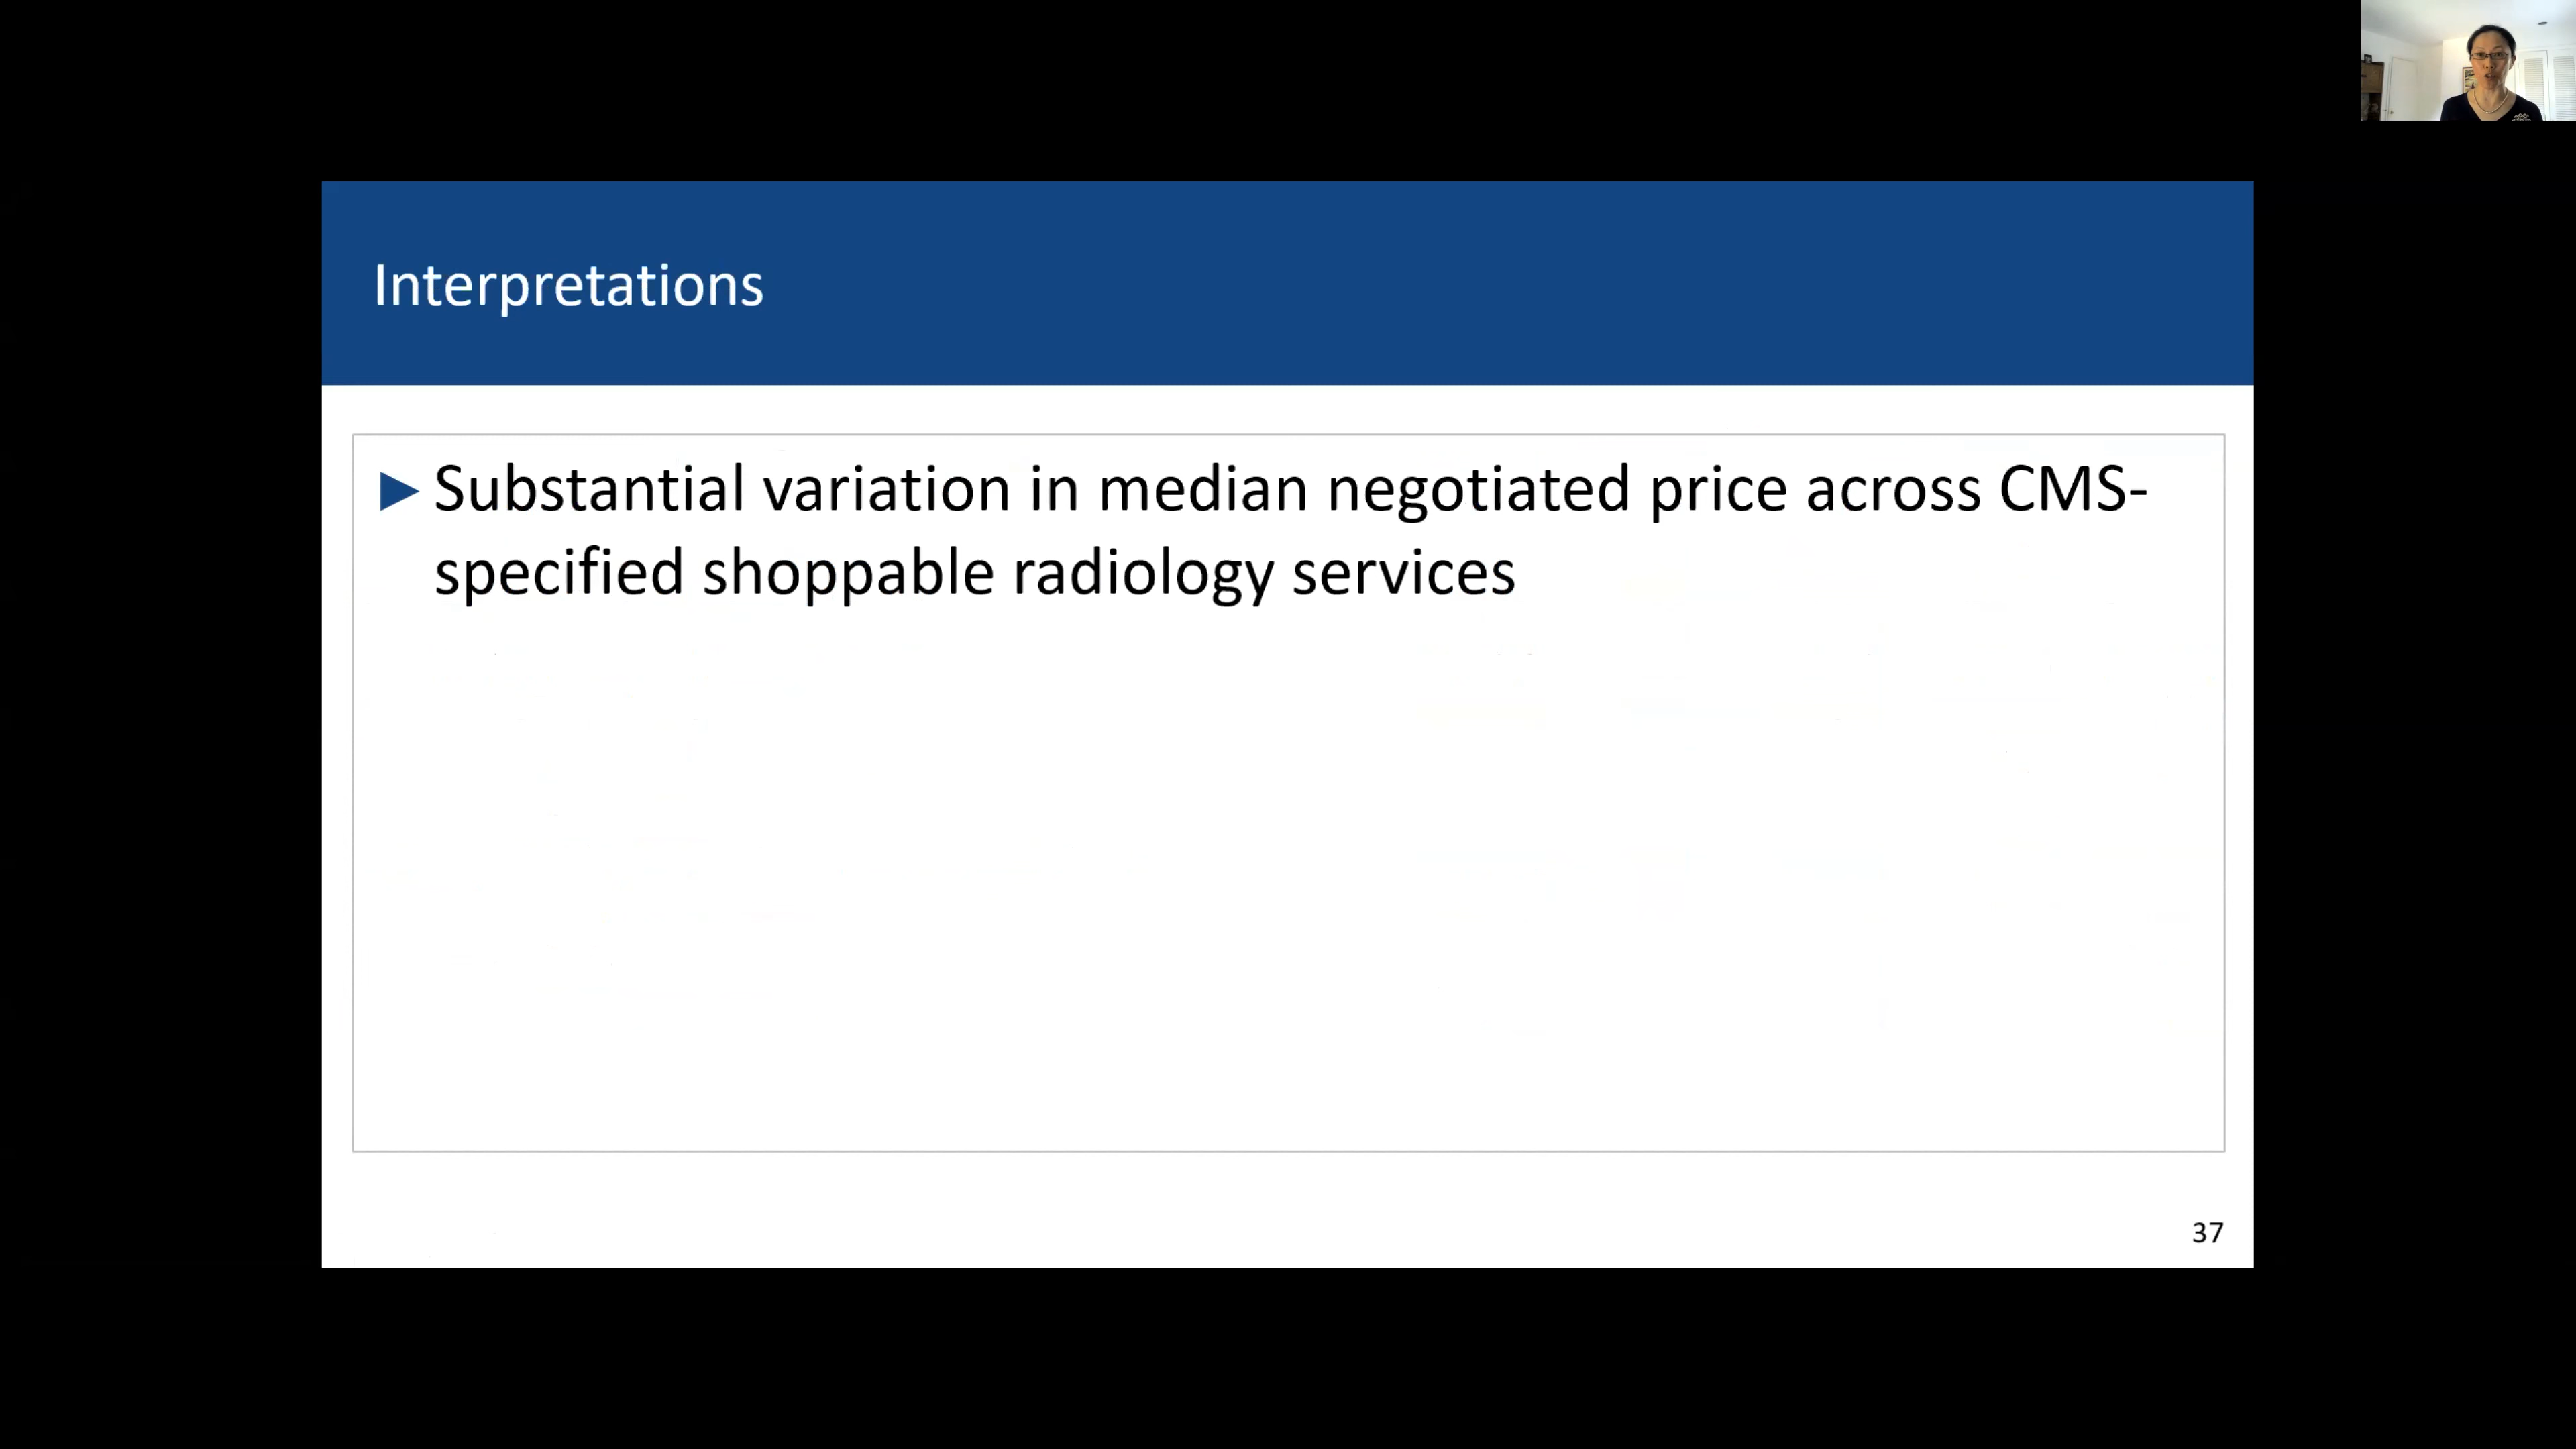 Interpretations
Substantial variation in median negotiated price across CMS-
specified shoppable radiology services
37